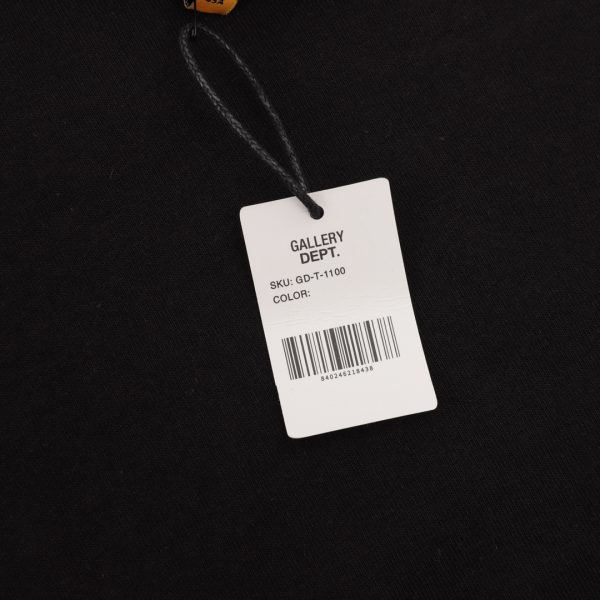 GALLERY
DEPT.
SKU: GD-T-1100
COLOR:
840246218438